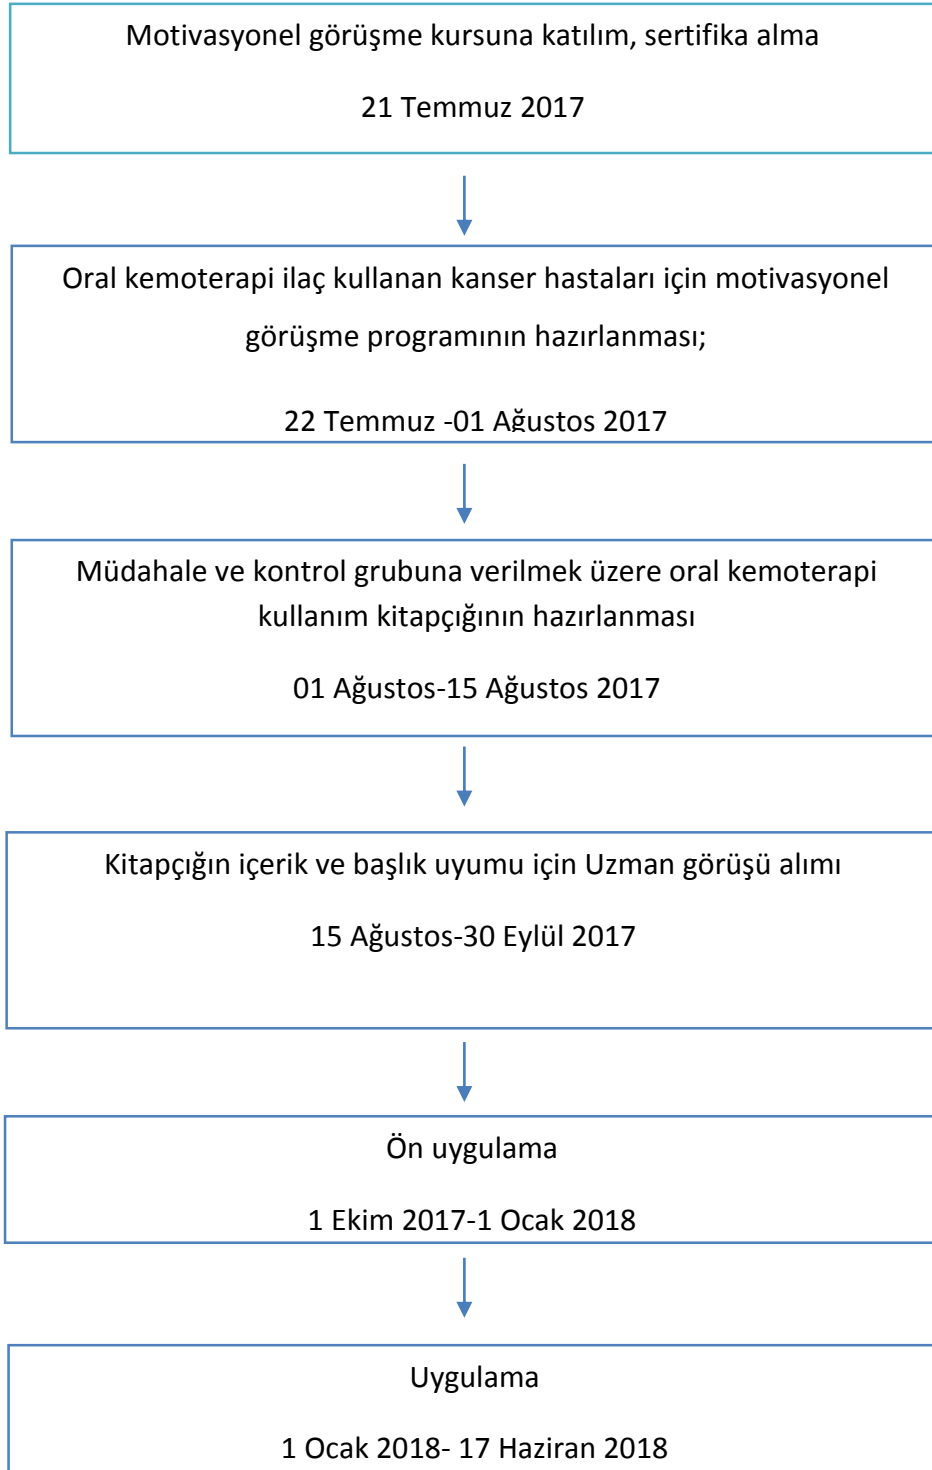 Motivasyonel görüşme kursuna katılım, sertifika alma
21 Temmuz 2017
Oral kemoterapi ilaç kullanan kanser hastaları için motivasyonel
görüşme programının hazırlanması;
22 Temmuz -01 Ağustos 2017
Müdahale ve kontrol grubuna verilmek üzere oral kemoterapi
kullanım kitapçığının hazırlanması
01 Ağustos-15 Ağustos 2017
Kitapçığın içerik ve başlık uyumu için Uzman görüşü alımı
15 Ağustos-30 Eylül 2017
Ön uygulama
1 Ekim 2017-1 Ocak 2018
Uygulama
1 Ocak 2018- 17 Haziran 2018